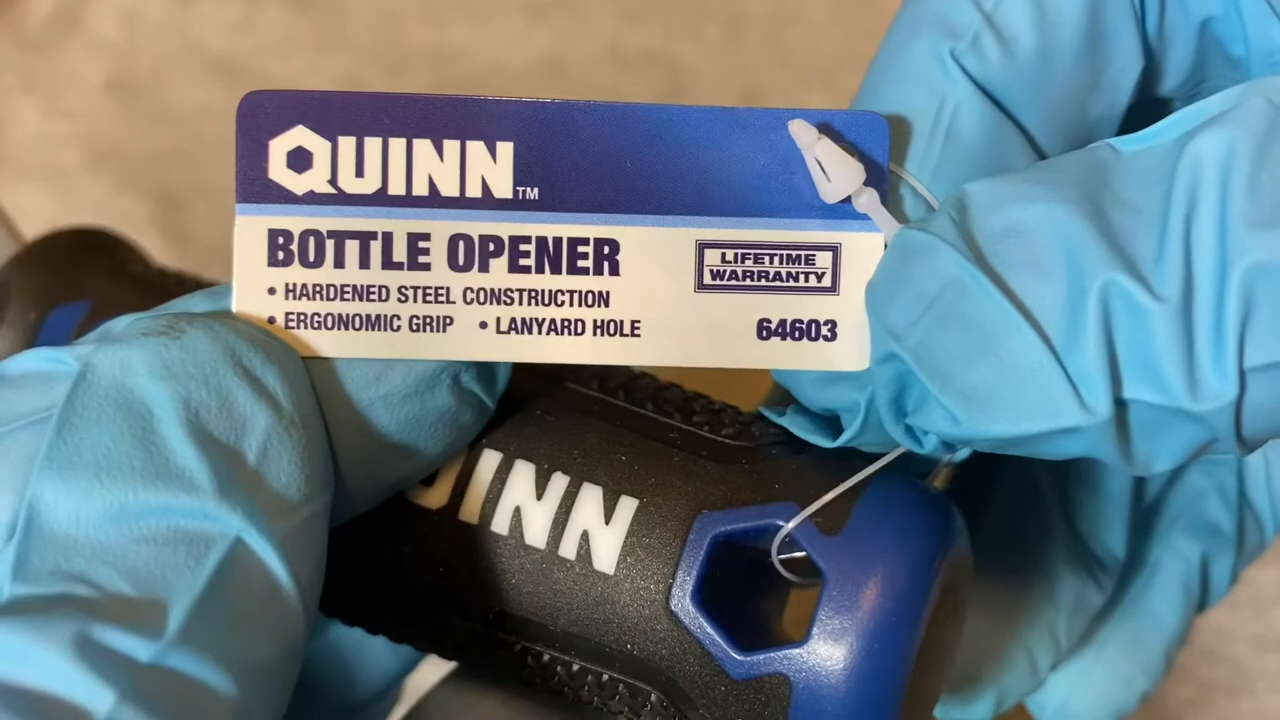 QUINN™
BOTTLE OPENER
• HARDENED STEEL CONSTRUCTION
• ERGONOMIC GRIP • LANYARD HOLE
LIFETIME
WARRANTY
64603
QUINN